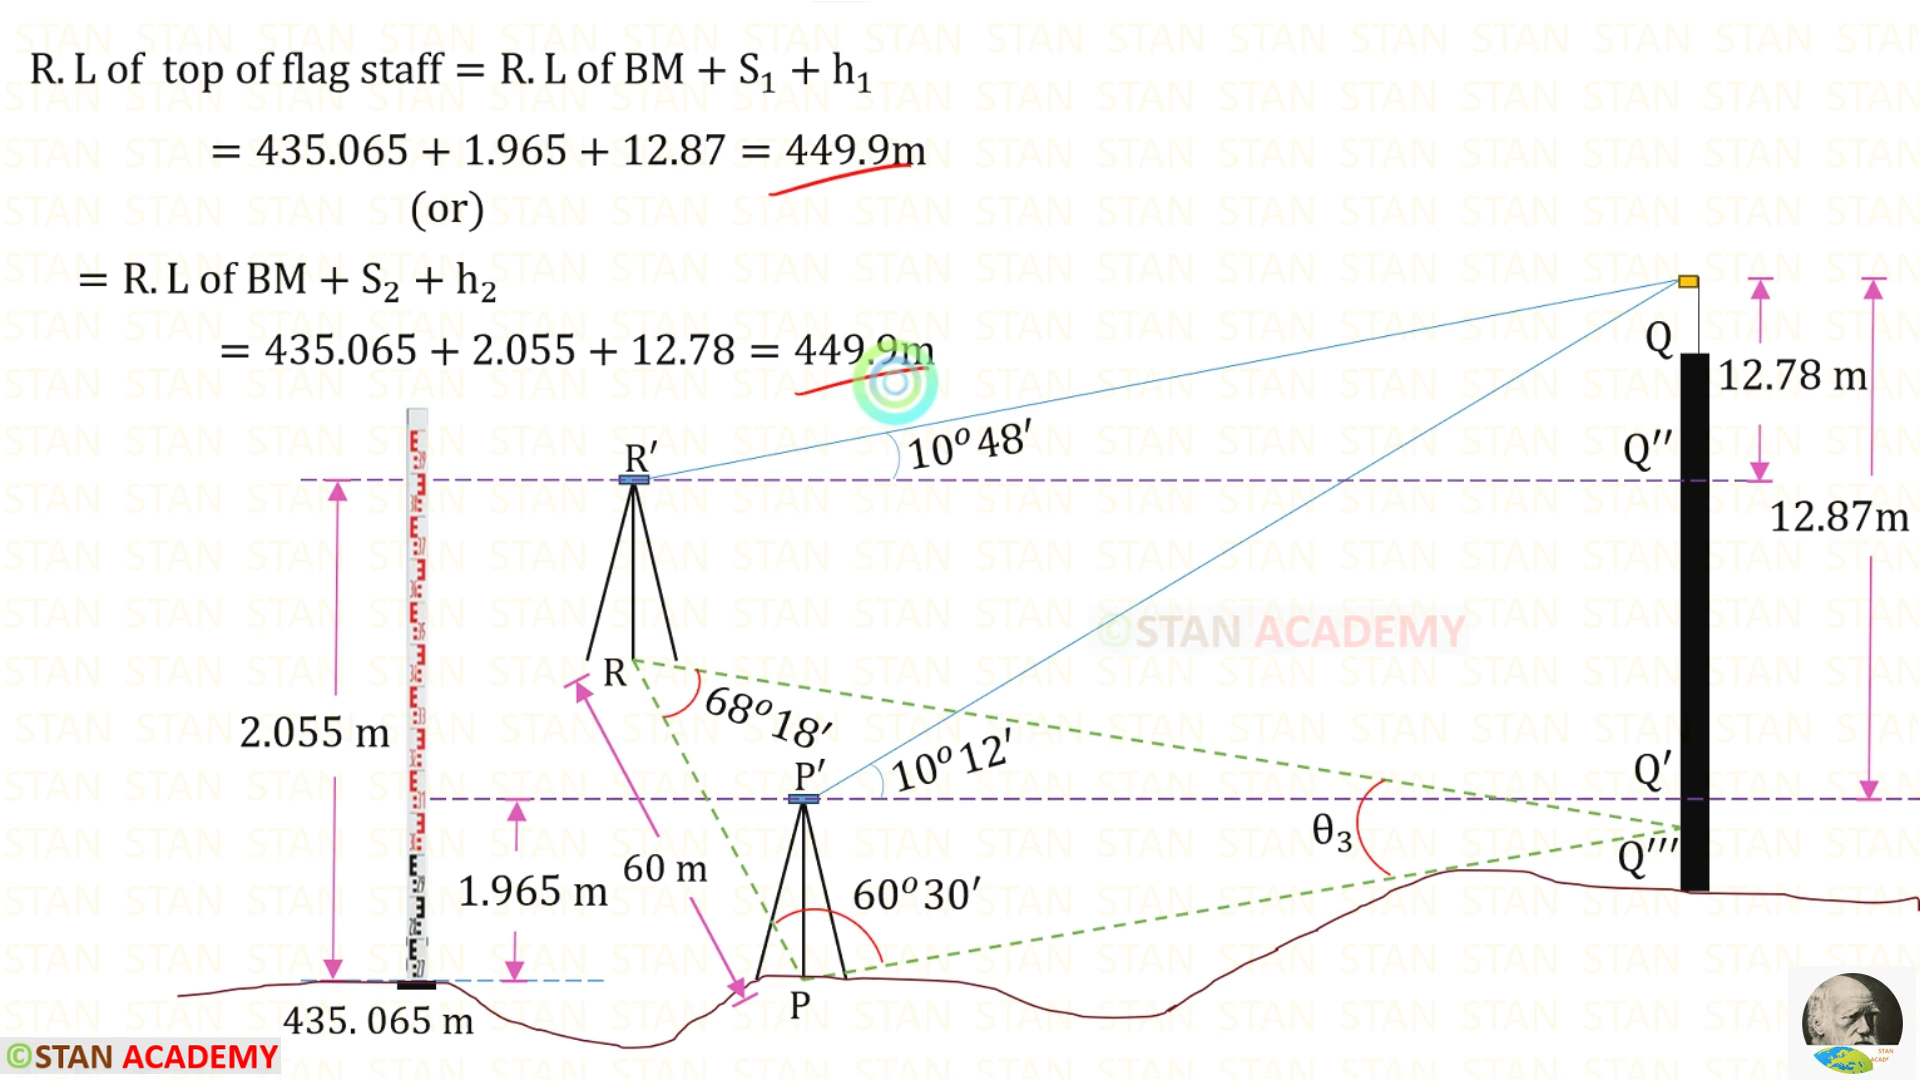 R. L of top of flag staff = R. L of BM + S₁ + h₁
= 435.065 + 1.965 + 12.87 = 449.9m
(or)
= R. L of BM + S₂ + h₂
= 435.065 + 2.055 + 12.78 = 449.9m
Q
12.78 m
R′
10°48′
Q′′
12.87m
©STAN ACADEMY
R
68°18′
2.055 m
P′
10°12′
Q′
θ₃
Q′′′
60 m
1.965 m
60°30′
P
435. 065 m
©STAN ACADEMY